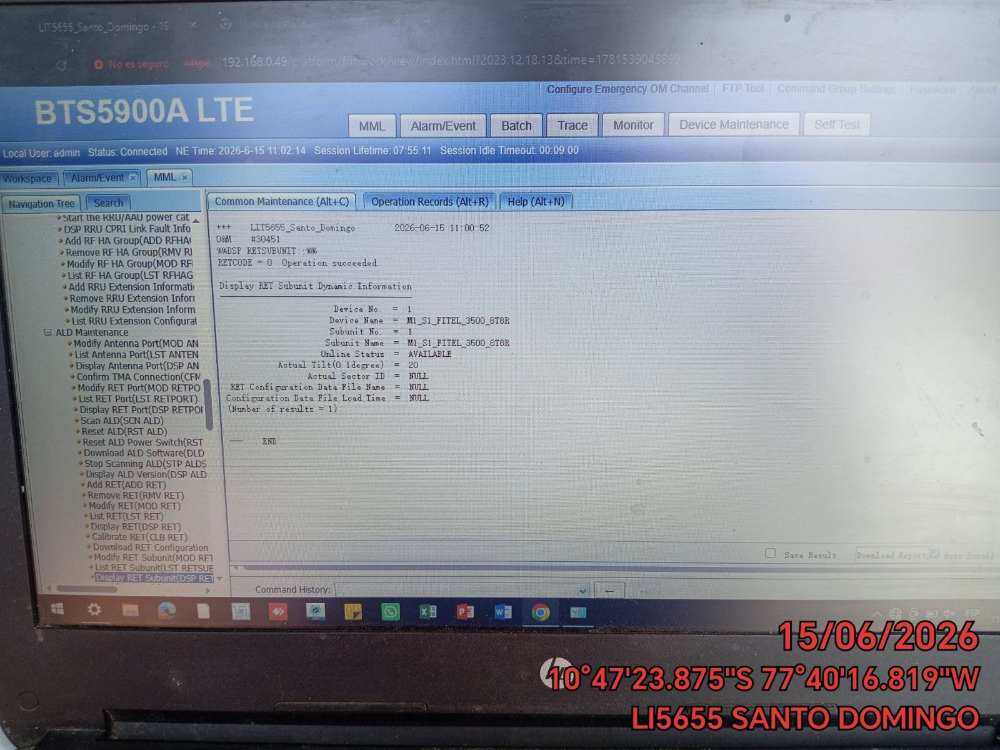 LIT5655_Santo_Domingo - 19
Nueva pestaña
No es seguro https://192.168.0.49/platform/frmwork/view/index.html?2023.12.18.13&time=1781539045899
Configure Emergency OM Channel FTP Tool Command Group Settings Password About
BTS5900A LTE
MML Alarm/Event Batch Trace Monitor Device Maintenance Self Test
Local User: admin Status: Connected NE Time: 2026-6-15 11:02:14 Session Lifetime: 07:55:11 Session Idle Timeout: 00:09:00
Workspace Alarm/Event MML
Navigation Tree Search
Common Maintenance (Alt+C) Operation Records (Alt+R) Help (Alt+N)
Start the RRU/AAU power cat
DSP RRU CPRI Link Fault Info
Add RF HA Group(ADD RFHA
Remove RF HA Group(RMV RI
Modify RF HA Group(MOD RF
List RF HA Group(LST RFHAG
Add RRU Extension Informati
Remove RRU Extension Inforr
Modify RRU Extension Inform
List RRU Extension Configurat
ALD Maintenance
Modify Antenna Port(MOD AN
List Antenna Port(LST ANTEN
Display Antenna Port(DSP AN
Confirm TMA Connection(CFM
Modify RET Port(MOD RETPO
List RET Port(LST RETPORT)
Display RET Port(DSP RETPOI
Scan ALD(SCN ALD)
Reset ALD(RST ALD)
Reset ALD Power Switch(RST
Download ALD Software(DLD
Stop Scanning ALD(STP ALDS
Display ALD Version(DSP ALD
Add RET(ADD RET)
Remove RET(RMV RET)
Modify RET(MOD RET)
List RET(LST RET)
Display RET(DSP RET)
Calibrate RET(CLB RET)
Download RET Configuration
Modify RET Subunit(MOD RET
List RET Subunit(LST RETSUB
Display RET Subunit(DSP RET
+++ LIT5655_Santo_Domingo 2026-06-15 11:00:52
O&M #30451
%%DSP RETSUBUNIT:;%%
RETCODE = 0 Operation succeeded.
Display RET Subunit Dynamic Information
Device No. = 1
Device Name = M1_S1_FITEL_3500_8T8R
Subunit No. = 1
Subunit Name = M1_S1_FITEL_3500_8T8R
Online Status = AVAILABLE
Actual Tilt(0.1degree) = 20
Actual Sector ID = NULL
RET Configuration Data File Name = NULL
Configuration Data File Load Time = NULL
(Number of results = 1)
--- END
Save Result Download Report Auto Scroll
Command History:
ESP
15/06/2026
10°47'23.875"S 77°40'16.819"W
LI5655 SANTO DOMINGO